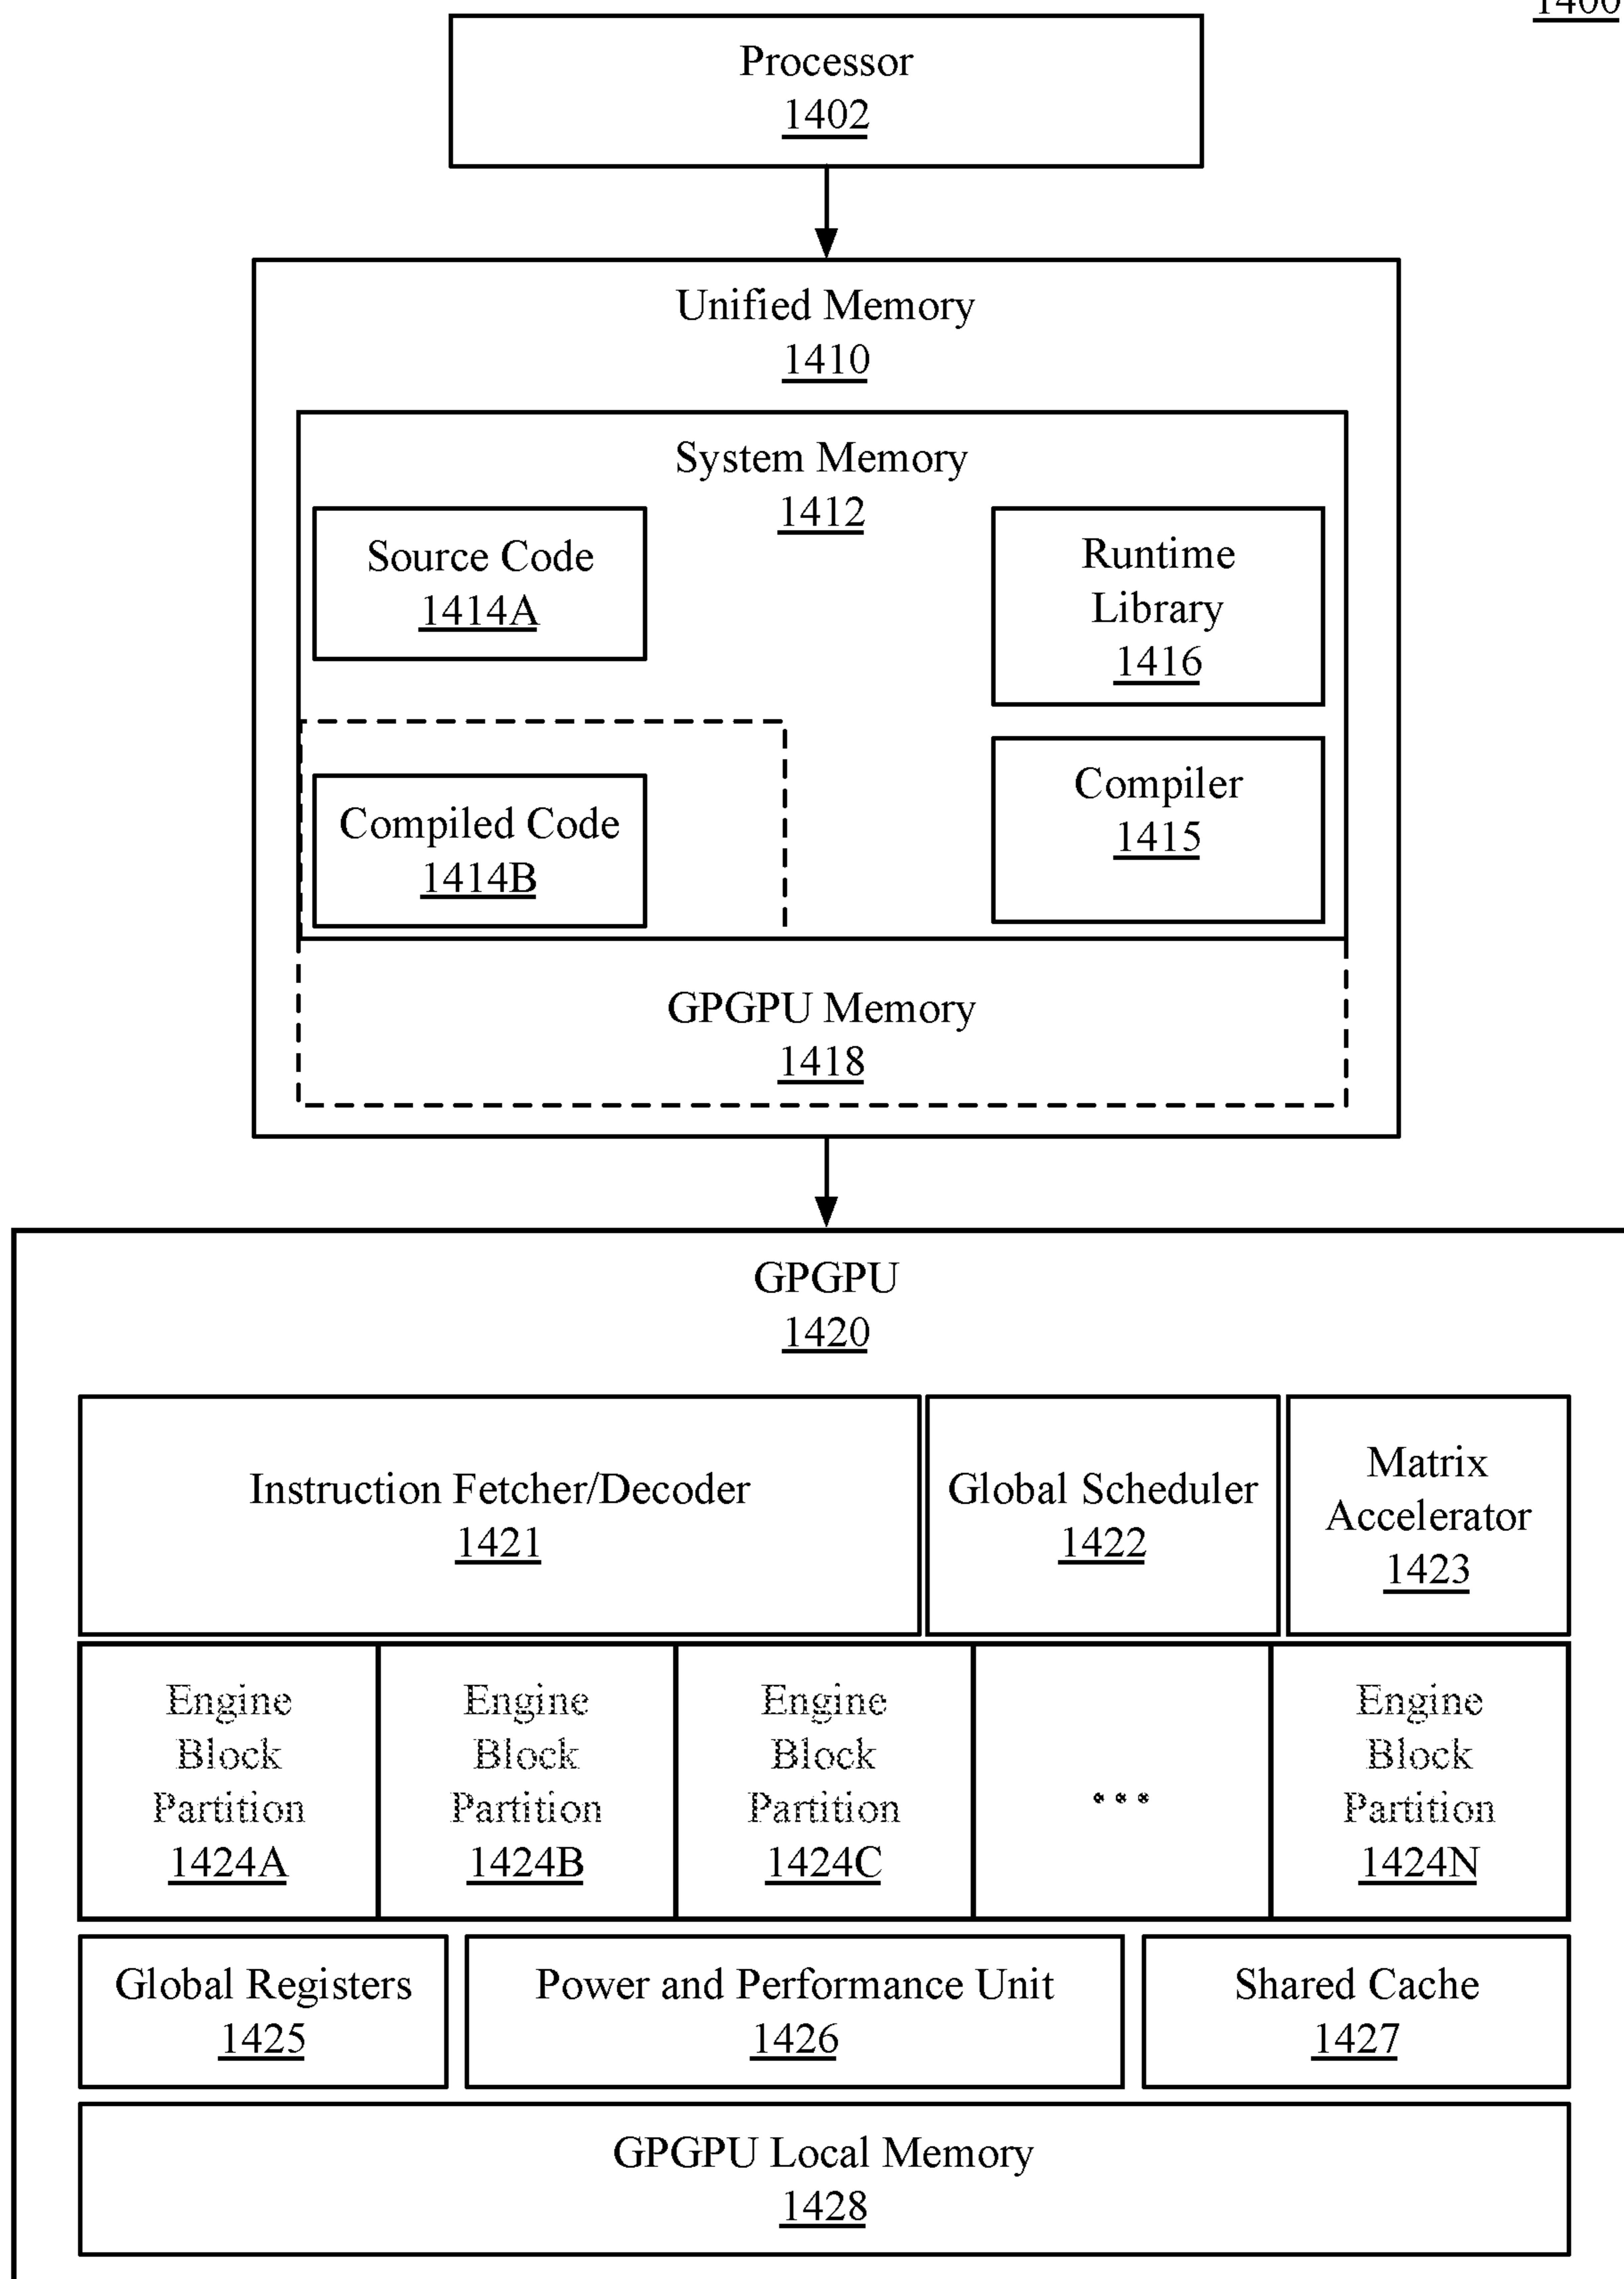 1400
Processor
1402
Unified Memory
1410
System Memory
1412
Source Code
1414A
Runtime
Library
1416
Compiled Code
1414B
Compiler
1415
GPGPU Memory
1418
GPGPU
1420
Instruction Fetcher/Decoder
1421
Global Scheduler
1422
Matrix
Accelerator
1423
Engine
Block
Partition
1424A
Engine
Block
Partition
1424B
Engine
Block
Partition
1424C
...
Engine
Block
Partition
1424N
Global Registers
1425
Power and Performance Unit
1426
Shared Cache
1427
GPGPU Local Memory
1428